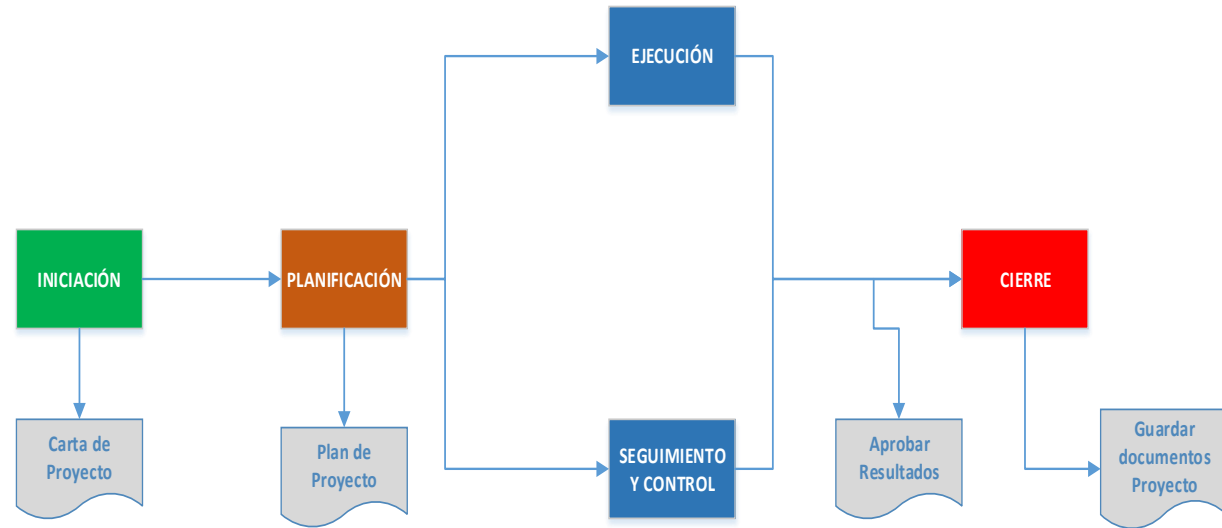 EJECUCIÓN
INICIACIÓN
PLANIFICACIÓN
CIERRE
SEGUIMIENTO
Y CONTROL
Carta de
Proyecto
Plan de
Proyecto
Aprobar
Resultados
Guardar
documentos
Proyecto